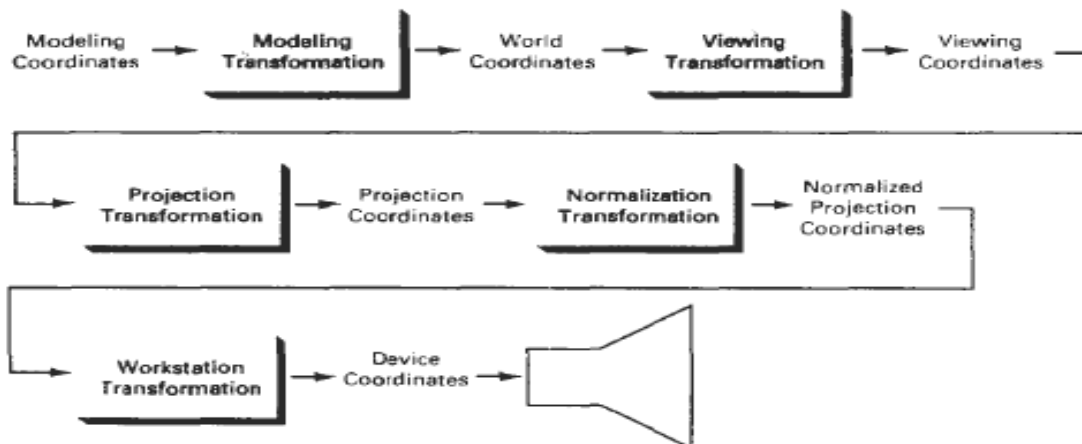 Modeling
Coordinates
Modeling
Transformation
World
Coordinates
Viewing
Transformation
Viewing
Coordinates
Projection
Transformation
Projection
Coordinates
Normalization
Transformation
Normalized
Projection
Coordinates
Workstation
Transformation
Device
Coordinates